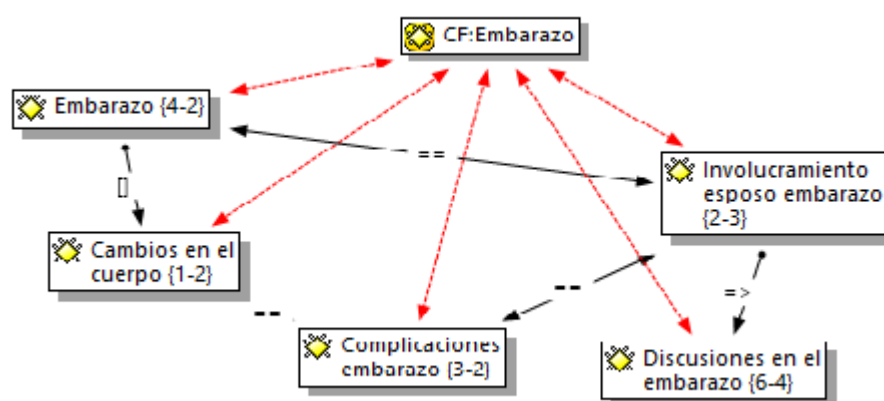 CF:Embarazo
Embarazo {4-2}
==
Involucramiento
esposo embarazo
{2-3}
[]
Cambios en el
cuerpo {1-2}
--
--
=>
Complicaciones
embarazo {3-2}
Discusiones en el
embarazo {6-4}